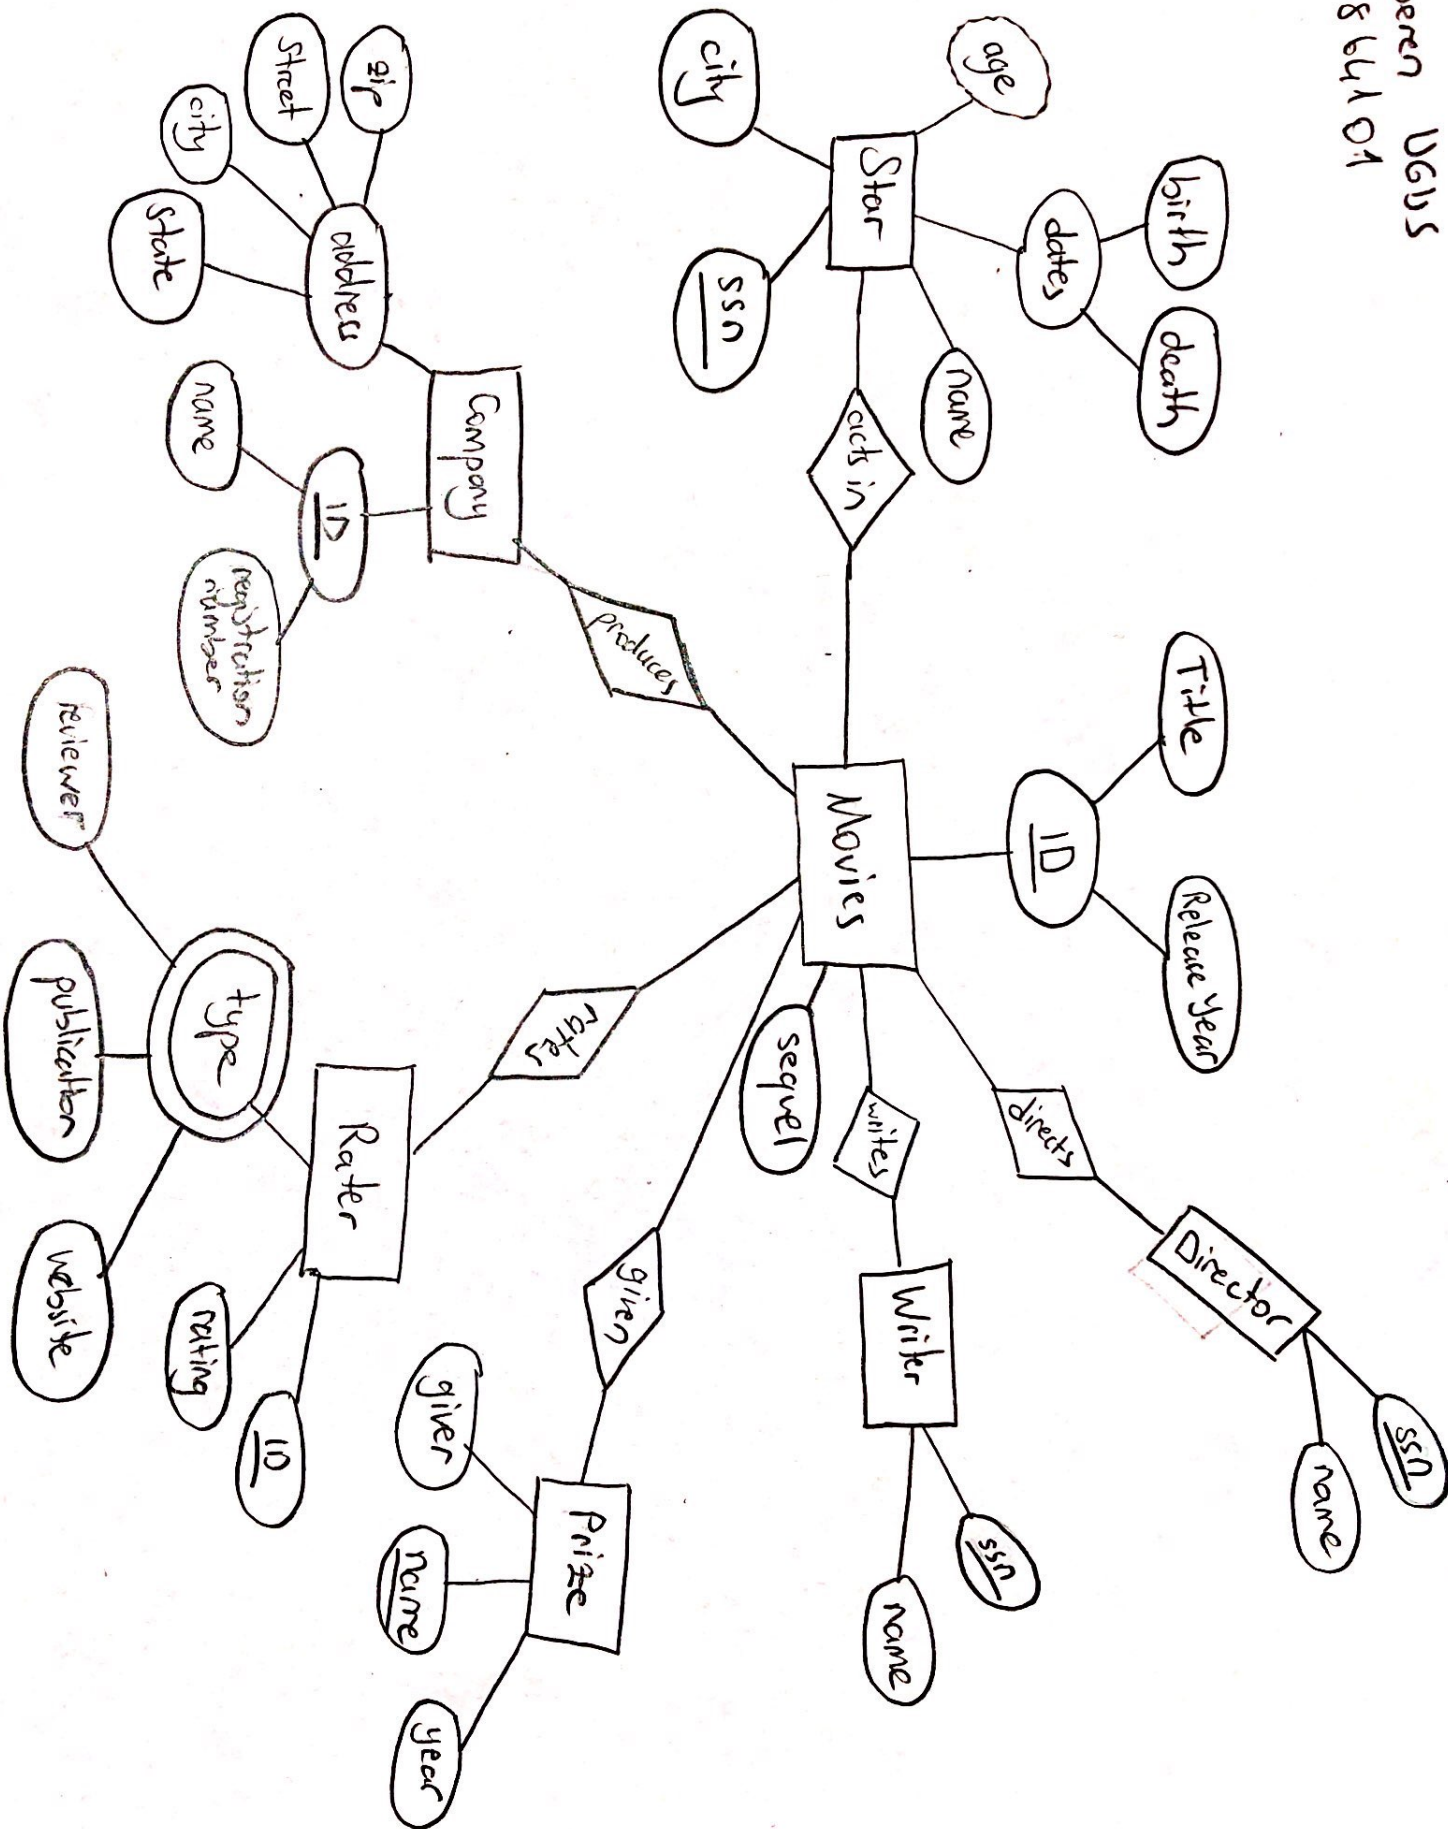 eren UGUS
8641 01
birth
death
Title
Release Year
ssn
name
age
dates
ID
directs
Director
Star
name
acts in
Movies
sequel
writes
Writer
ssn
name
city
ssn
zip
street
city
state
address
Company
produces
rates
given
Prize
giver
name
year
name
ID
registration
number
type
Rater
rating
ID
reviewer
publication
website